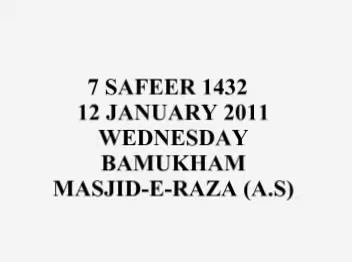 7 SAFEER 1432
12 JANUARY 2011
WEDNESDAY
BAMUKHAM
MASJID-E-RAZA (A.S)